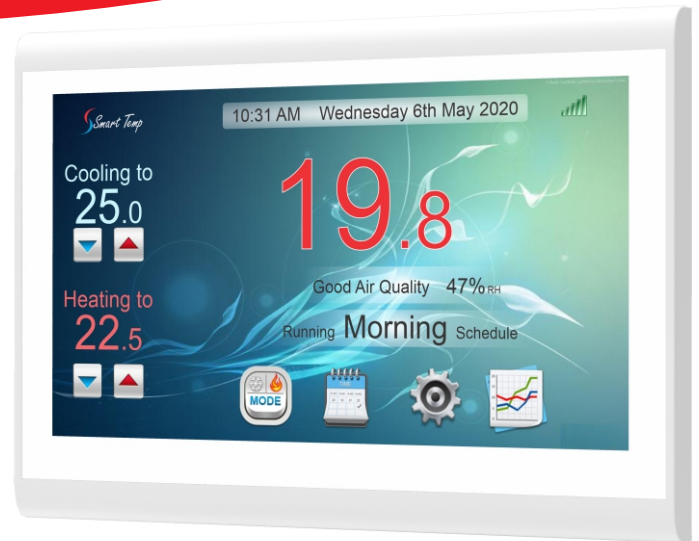 Smart Temp
10:31 AM Wednesday 6th May 2020
Cooling to
25.0
19.8
Good Air Quality 47% RH
Heating to
22.5
Running Morning Schedule
MODE